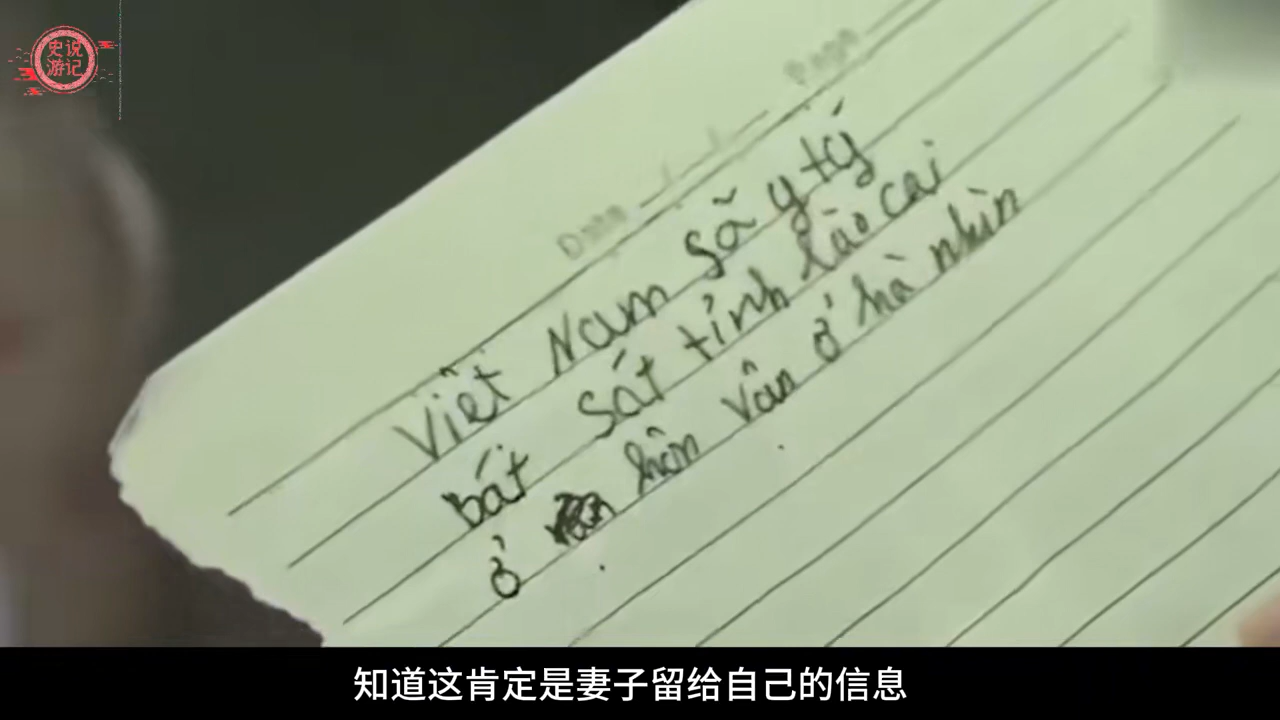 史说
游记
Date
Page
Việt Nam sã y tý
bát sát tỉnh lào cai
ở hôn vân ở hà nhìn
知道这肯定是妻子留给自己的信息